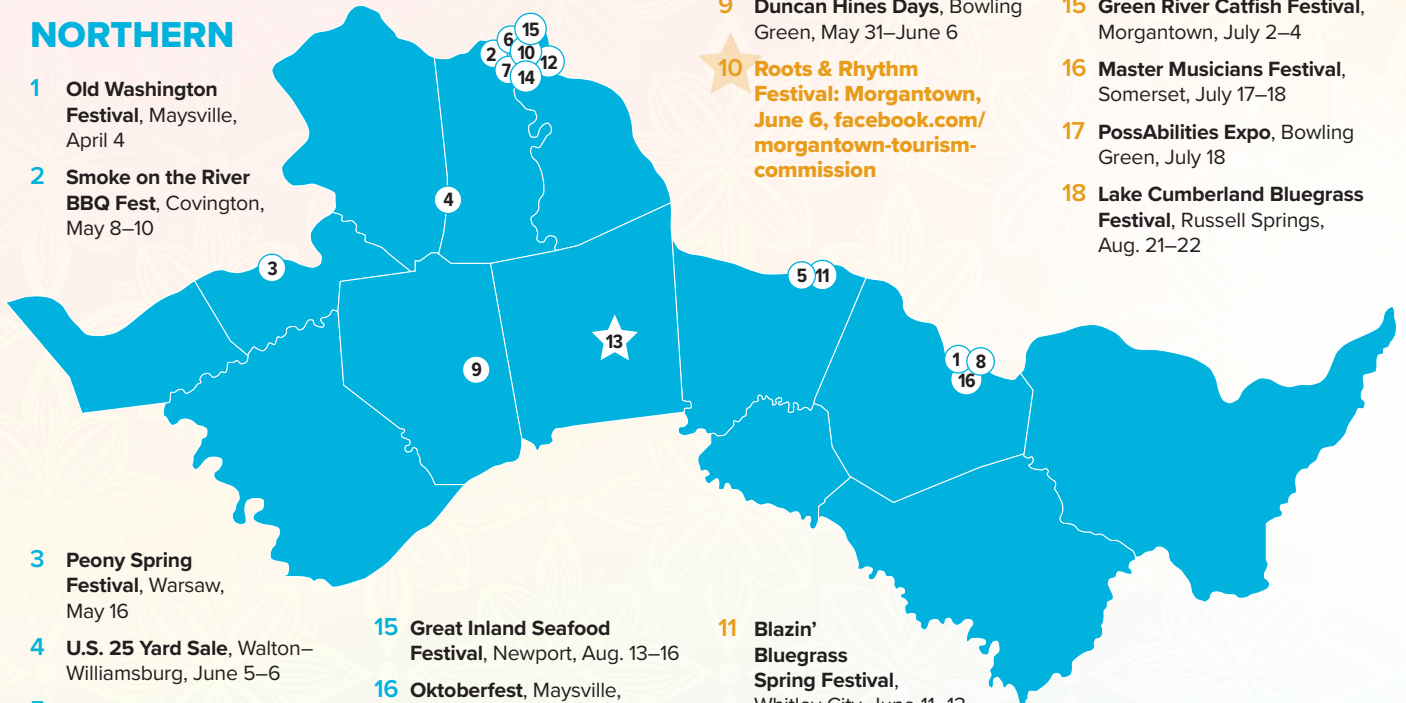 NORTHERN
1 Old Washington
Festival, Maysville,
April 4
2 Smoke on the River
BBQ Fest, Covington,
May 8–10
3 Peony Spring
Festival, Warsaw,
May 16
4 U.S. 25 Yard Sale, Walton–
Williamsburg, June 5–6
15 Great Inland Seafood
Festival, Newport, Aug. 13–16
16 Oktoberfest, Maysville,
9 Duncan Hines Days, Bowling
Green, May 31–June 6
10 Roots & Rhythm
Festival: Morgantown,
June 6, facebook.com/
morgantown-tourism-
commission
11 Blazin’
Bluegrass
Spring Festival,
Whitley City, June 11–13
15 Green River Catfish Festival,
Morgantown, July 2–4
16 Master Musicians Festival,
Somerset, July 17–18
17 PossAbilities Expo, Bowling
Green, July 18
18 Lake Cumberland Bluegrass
Festival, Russell Springs,
Aug. 21–22
15
6
2
10
12
7
14
4
3
5
11
13
9
1
8
16